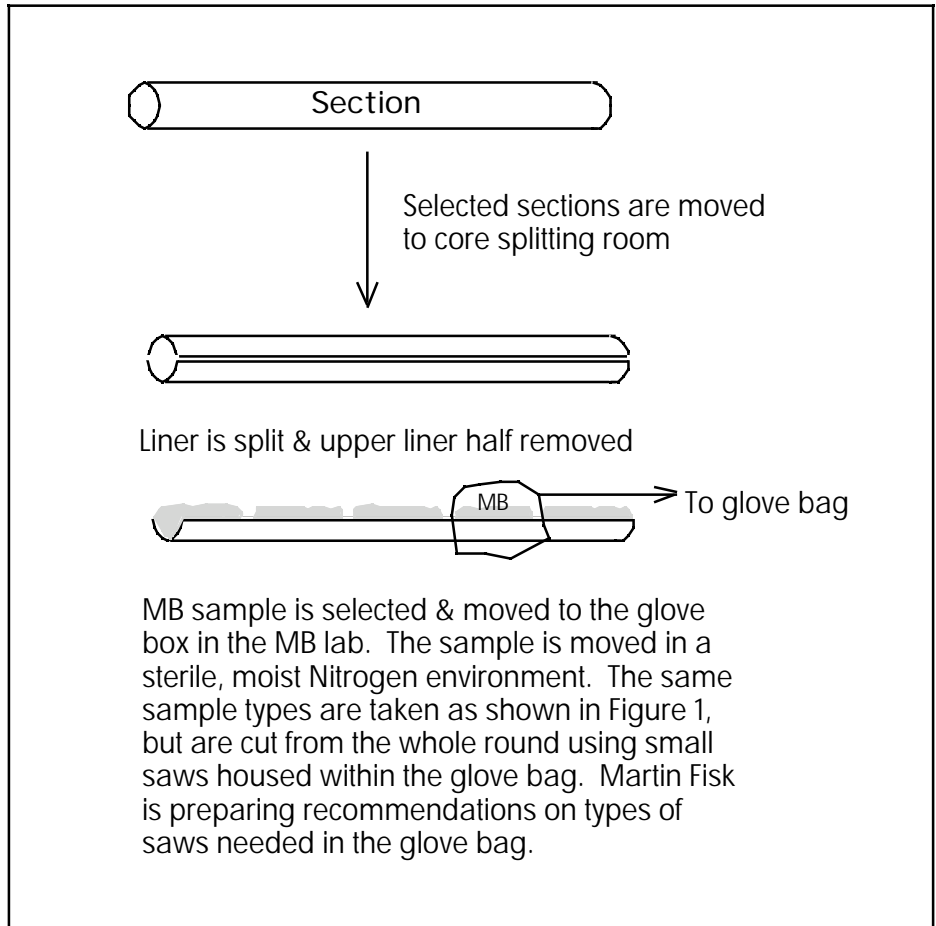 Section
Selected sections are moved
to core splitting room
Liner is split & upper liner half removed
MB
To glove bag
MB sample is selected & moved to the glove
box in the MB lab.  The sample is moved in a
sterile, moist Nitrogen environment.  The same
sample types are taken as shown in Figure 1,
but are cut from the whole round using small
saws housed within the glove bag.  Martin Fisk
is preparing recommendations on types of
saws needed in the glove bag.